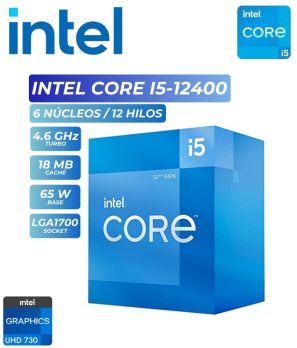 intel
intel
CORE
i5
INTEL CORE I5-12400
6 NÚCLEOS / 12 HILOS
4.6 GHz
TURBO
18 MB
CACHÉ
65 W
BASE
LGA1700
SOCKET
i5
12TH GEN
intel
CORE
intel
GRAPHICS
UHD 730